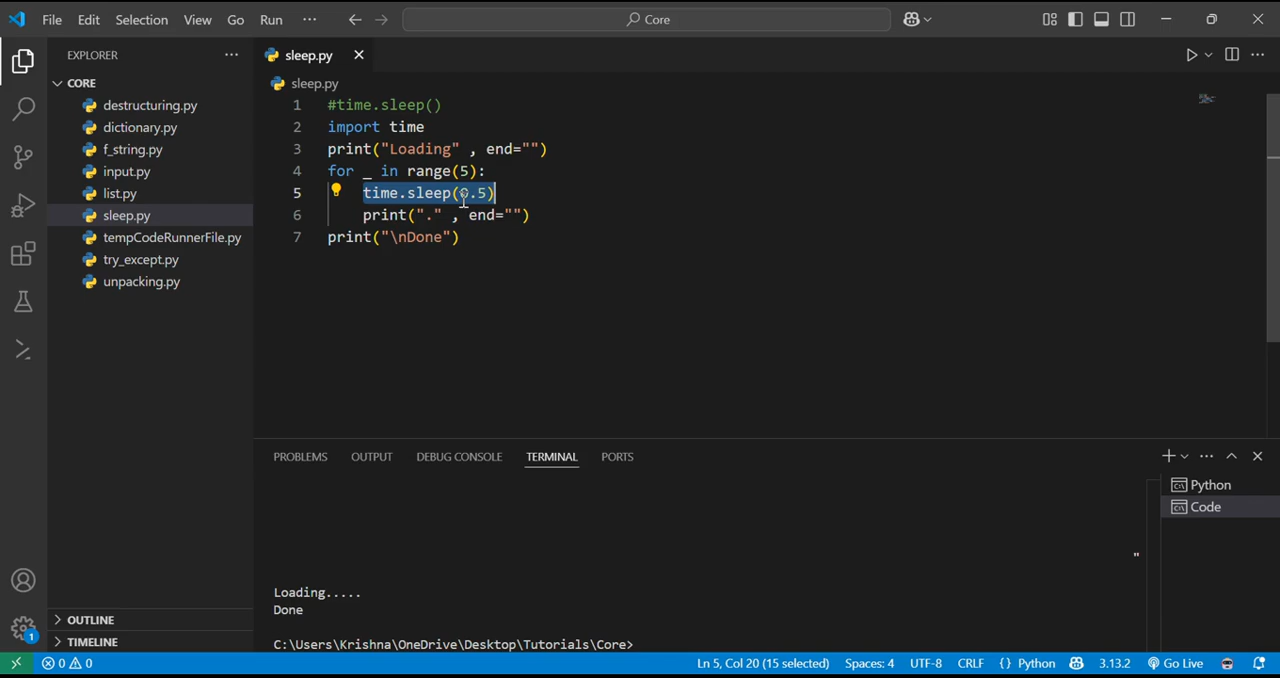 File Edit Selection View Go Run ··· Core
EXPLORER ···
CORE
destructuring.py
dictionary.py
f_string.py
input.py
list.py
sleep.py
tempCodeRunnerFile.py
try_except.py
unpacking.py
OUTLINE
TIMELINE
sleep.py
sleep.py
1 #time.sleep()
2 import time
3 print("Loading" , end="")
4 for _ in range(5):
5 time.sleep(0.5)
6 print("." , end="")
7 print("\nDone")
PROBLEMS OUTPUT DEBUG CONSOLE TERMINAL PORTS
Python
Code
"
Loading.....
Done
C:\Users\Krishna\OneDrive\Desktop\Tutorials\Core>
1
0 0 Ln 5, Col 20 (15 selected) Spaces: 4 UTF-8 CRLF {} Python 3.13.2 Go Live